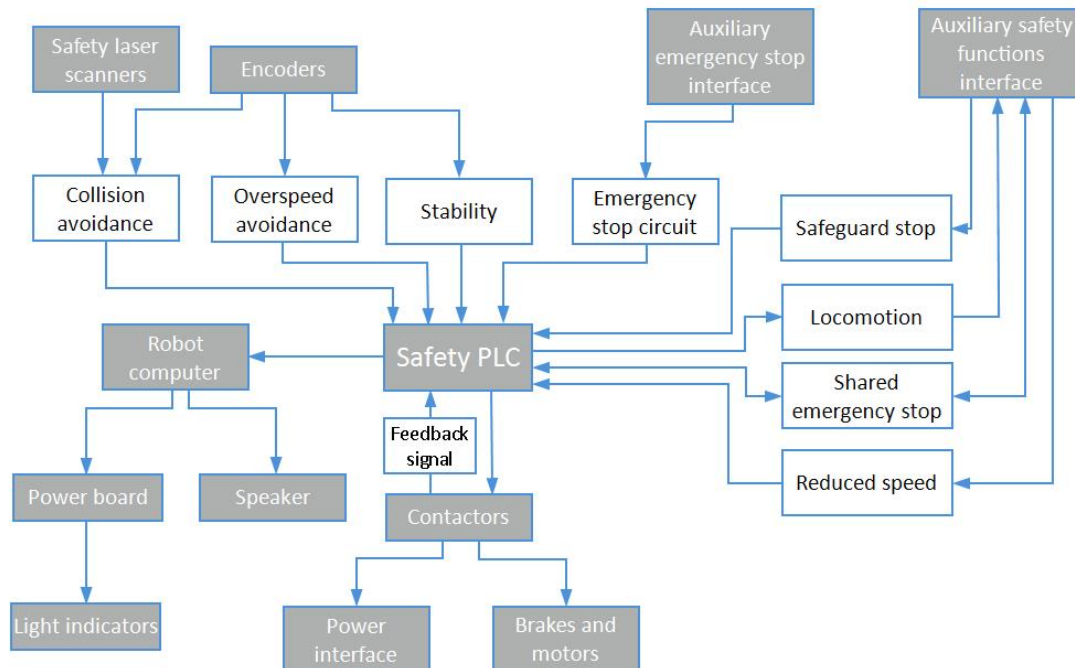 Safety laser
scanners
Encoders
Auxiliary
emergency stop
interface
Auxiliary safety
functions
interface
Collision
avoidance
Overspeed
avoidance
Stability
Emergency
stop circuit
Safeguard stop
Locomotion
Shared
emergency stop
Reduced speed
Robot
computer
Safety PLC
Feedback
signal
Power board
Speaker
Contactors
Light indicators
Power
interface
Brakes and
motors